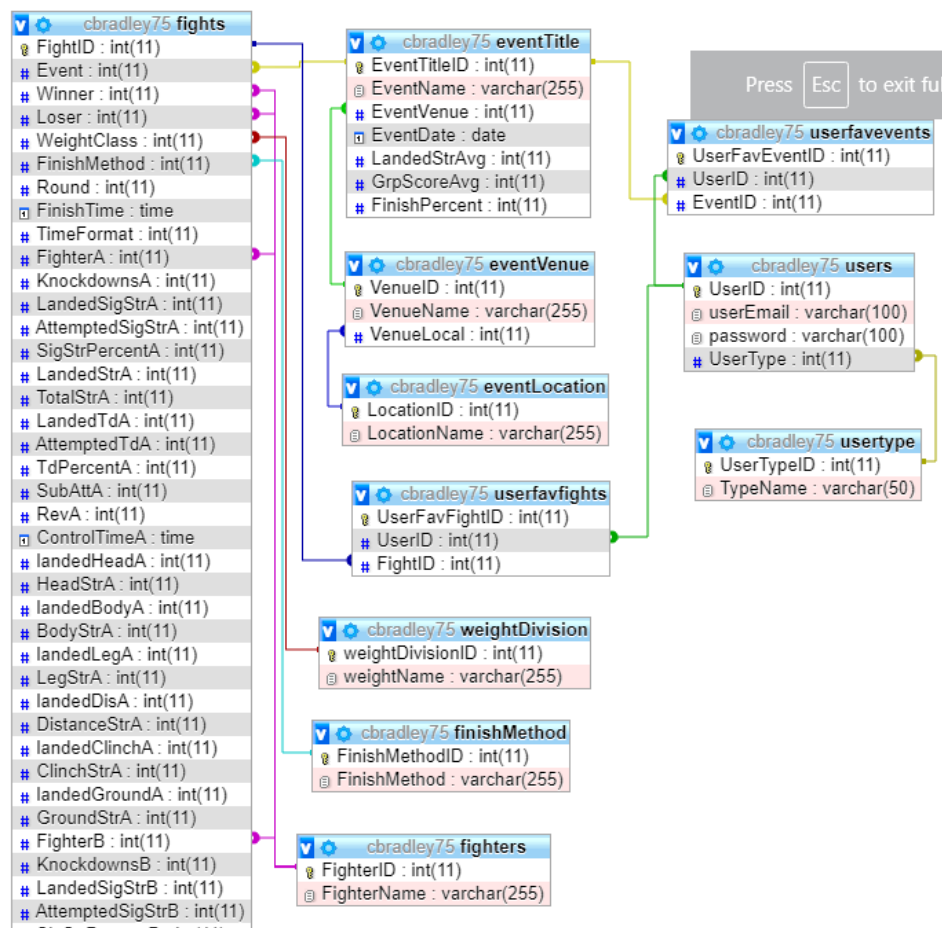 cbradley75 fights
FightID : int(11)
Event : int(11)
Winner : int(11)
Loser : int(11)
WeightClass : int(11)
FinishMethod : int(11)
Round : int(11)
FinishTime : time
TimeFormat : int(11)
FighterA : int(11)
KnockdownsA : int(11)
LandedSigStrA : int(11)
AttemptedSigStrA : int(11)
SigStrPercentA : int(11)
LandedStrA : int(11)
TotalStrA : int(11)
LandedTdA : int(11)
AttemptedTdA : int(11)
TdPercentA : int(11)
SubAttA : int(11)
RevA : int(11)
ControlTimeA : time
landedHeadA : int(11)
HeadStrA : int(11)
landedBodyA : int(11)
BodyStrA : int(11)
landedLegA : int(11)
LegStrA : int(11)
landedDisA : int(11)
DistanceStrA : int(11)
landedClinchA : int(11)
ClinchStrA : int(11)
landedGroundA : int(11)
GroundStrA : int(11)
FighterB : int(11)
KnockdownsB : int(11)
LandedSigStrB : int(11)
AttemptedSigStrB : int(11)
cbradley75 eventTitle
EventTitleID : int(11)
EventName : varchar(255)
EventVenue : int(11)
EventDate : date
LandedStrAvg : int(11)
GrpScoreAvg : int(11)
FinishPercent : int(11)
cbradley75 eventVenue
VenueID : int(11)
VenueName : varchar(255)
VenueLocal : int(11)
cbradley75 eventLocation
LocationID : int(11)
LocationName : varchar(255)
cbradley75 userfavfights
UserFavFightID : int(11)
UserID : int(11)
FightID : int(11)
cbradley75 weightDivision
weightDivisionID : int(11)
weightName : varchar(255)
cbradley75 finishMethod
FinishMethodID : int(11)
FinishMethod : varchar(255)
cbradley75 fighters
FighterID : int(11)
FighterName : varchar(255)
Press Esc to exit ful
cbradley75 userfavevents
UserFavEventID : int(11)
UserID : int(11)
EventID : int(11)
cbradley75 users
UserID : int(11)
userEmail : varchar(100)
password : varchar(100)
UserType : int(11)
cbradley75 usertype
UserTypeID : int(11)
TypeName : varchar(50)